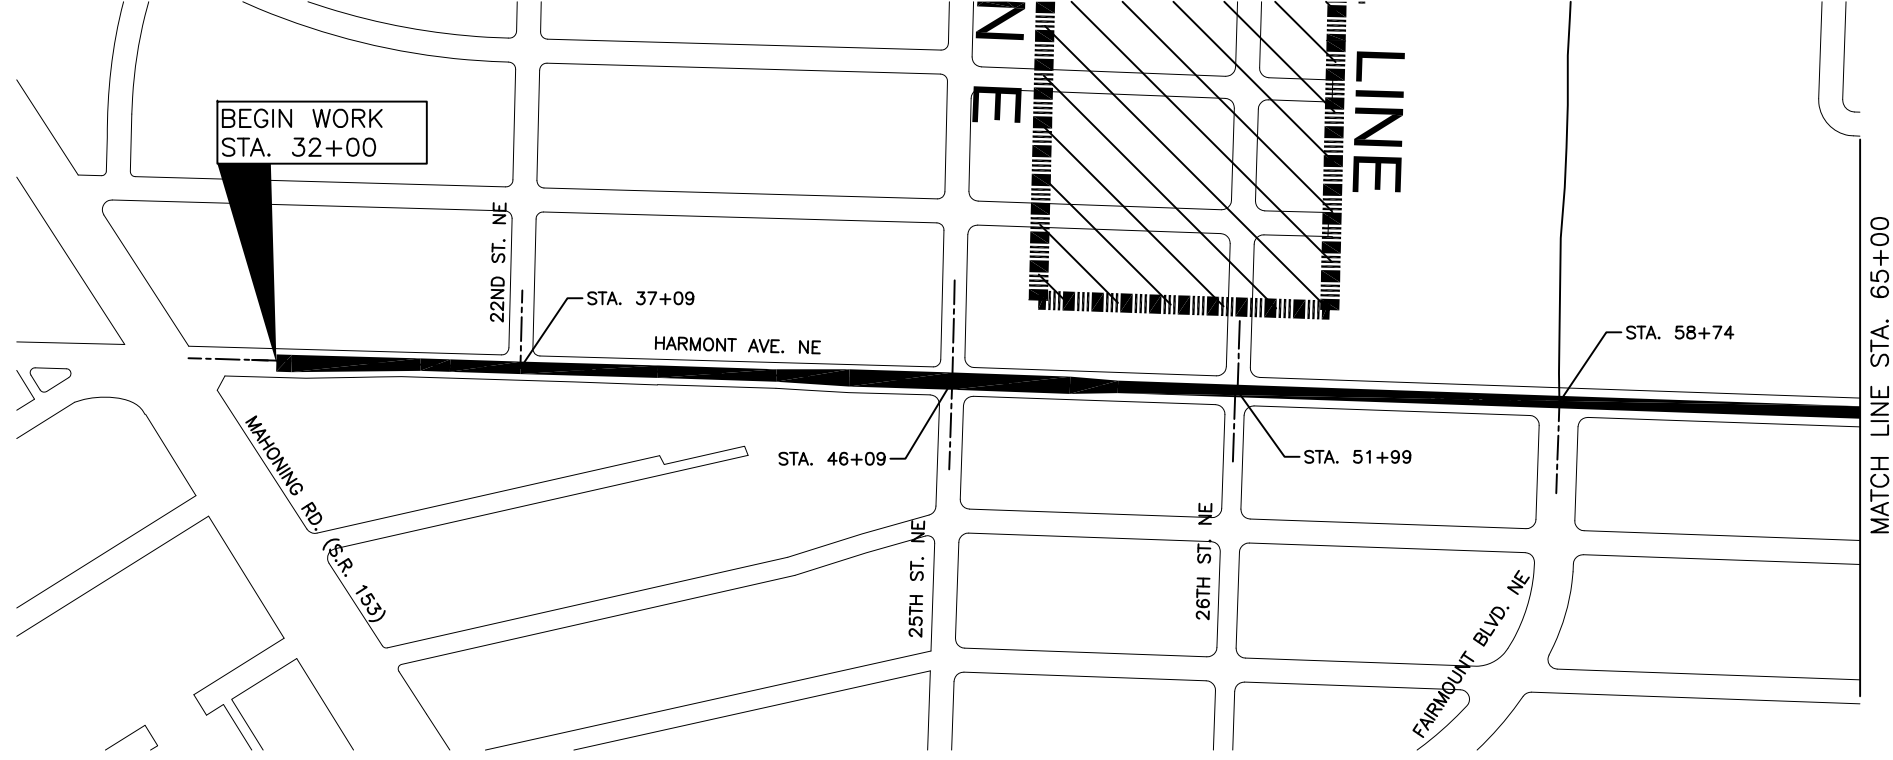 N E
LINE
BEGIN WORK
STA. 32+00
22ND ST. NE
STA. 37+09
HARMONT AVE. NE
STA. 58+74
MATCH LINE STA. 65+00
MAHONING RD.
(S.R. 153)
STA. 46+09
STA. 51+99
25TH ST. NE
26TH ST. NE
FAIRMOUNT BLVD. NE